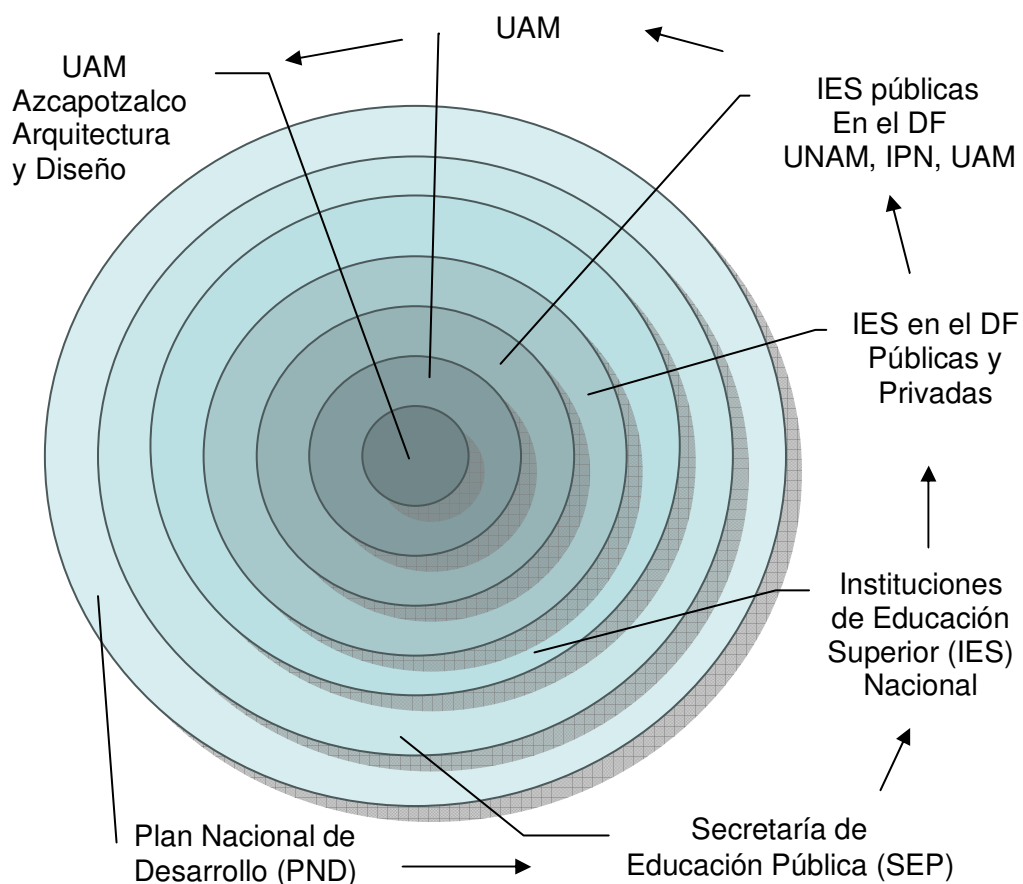 UAM
UAM
Azcapotzalco
Arquitectura
y Diseño
IES públicas
En el DF
UNAM, IPN, UAM
IES en el DF
Públicas y
Privadas
Instituciones
de Educación
Superior (IES)
Nacional
Plan Nacional de
Desarrollo (PND)
Secretaría de
Educación Pública (SEP)